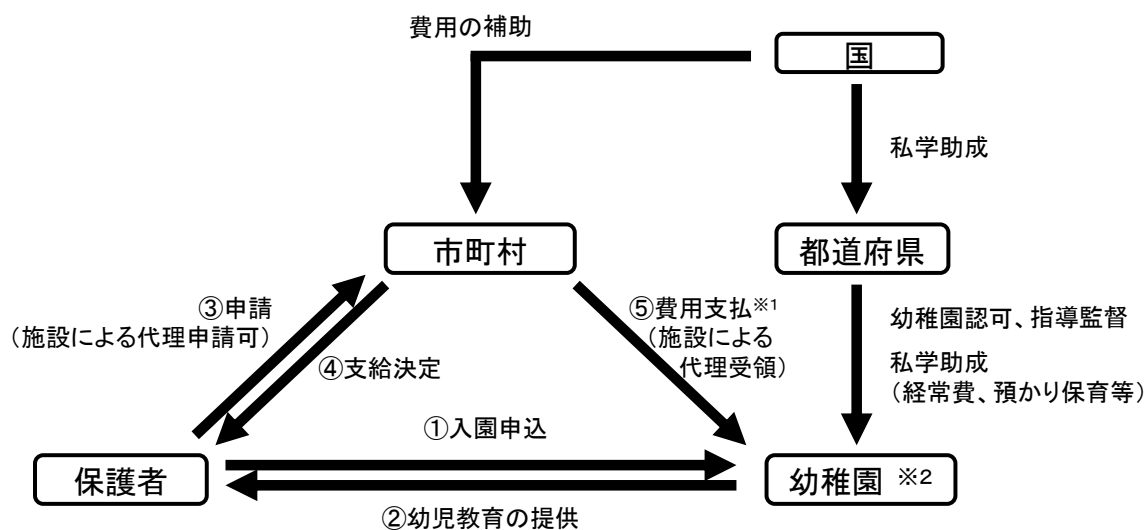 費用の補助
国
私学助成
市町村
都道府県
③申請
（施設による代理申請可）
④支給決定
⑤費用支払※1
（施設による
代理受領）
幼稚園認可、指導監督
私学助成
（経常費、預かり保育等）
①入園申込
保護者
幼稚園 ※2
②幼児教育の提供